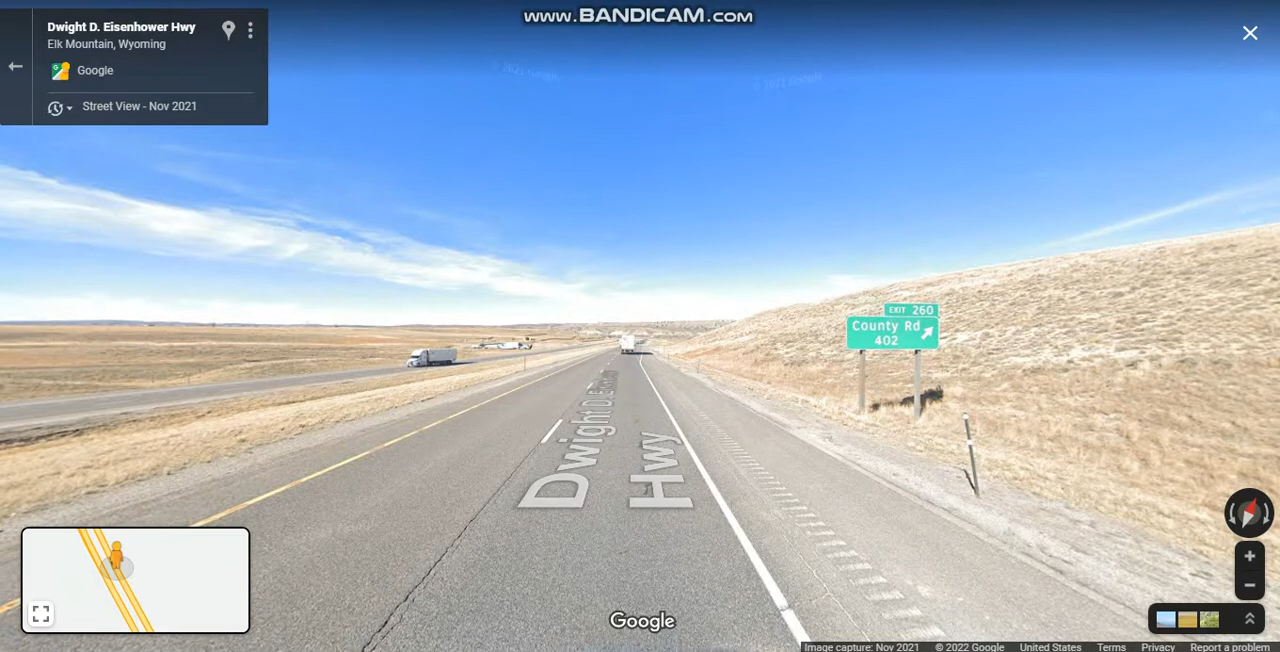 www.BANDICAM.com
Dwight D. Eisenhower Hwy
Elk Mountain, Wyoming
Google
Street View - Nov 2021
EXIT 260
County Rd
402
Dwight D. E
Hwy
Google
Image capture: Nov 2021 © 2022 Google United States Terms Privacy Report a problem